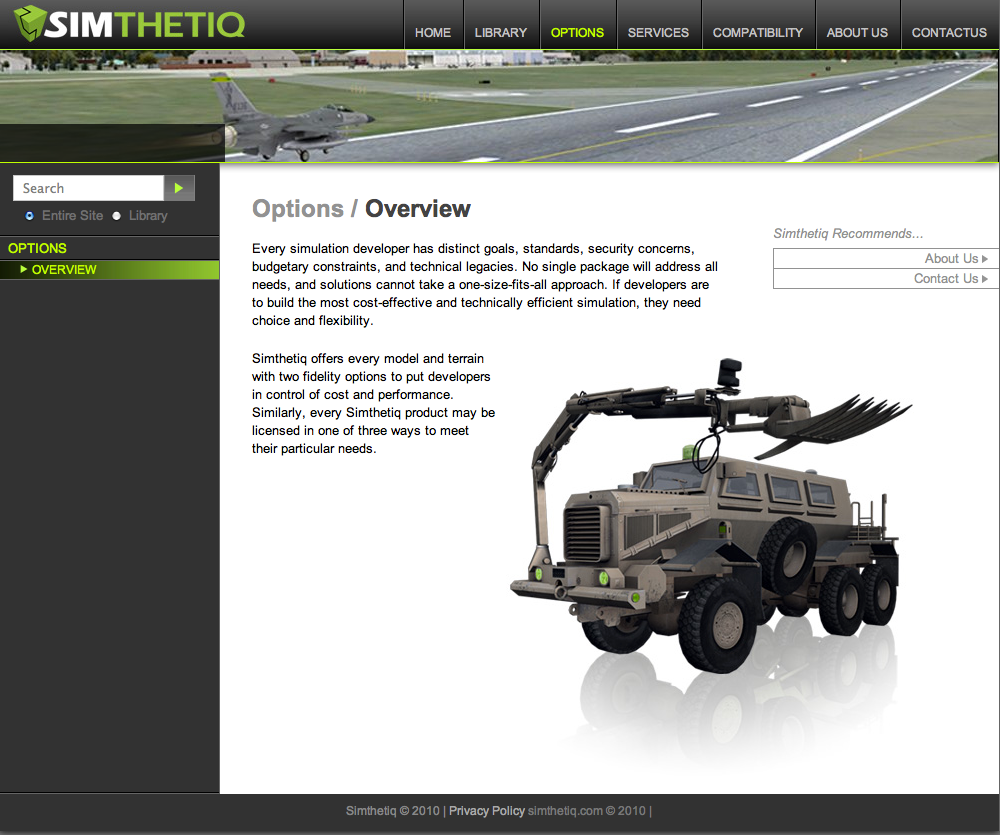 SIMTHETIQ
HOME LIBRARY OPTIONS SERVICES COMPATIBILITY ABOUT US CONTACTUS
Search
Entire Site Library
OPTIONS
OVERVIEW
Options / Overview
Every simulation developer has distinct goals, standards, security concerns,
budgetary constraints, and technical legacies. No single package will address all
needs, and solutions cannot take a one-size-fits-all approach. If developers are
to build the most cost-effective and technically efficient simulation, they need
choice and flexibility.
Simthetiq offers every model and terrain
with two fidelity options to put developers
in control of cost and performance.
Similarly, every Simthetiq product may be
licensed in one of three ways to meet
their particular needs.
Simthetiq Recommends...
About Us
Contact Us
Simthetiq © 2010 | Privacy Policy simthetiq.com © 2010 |